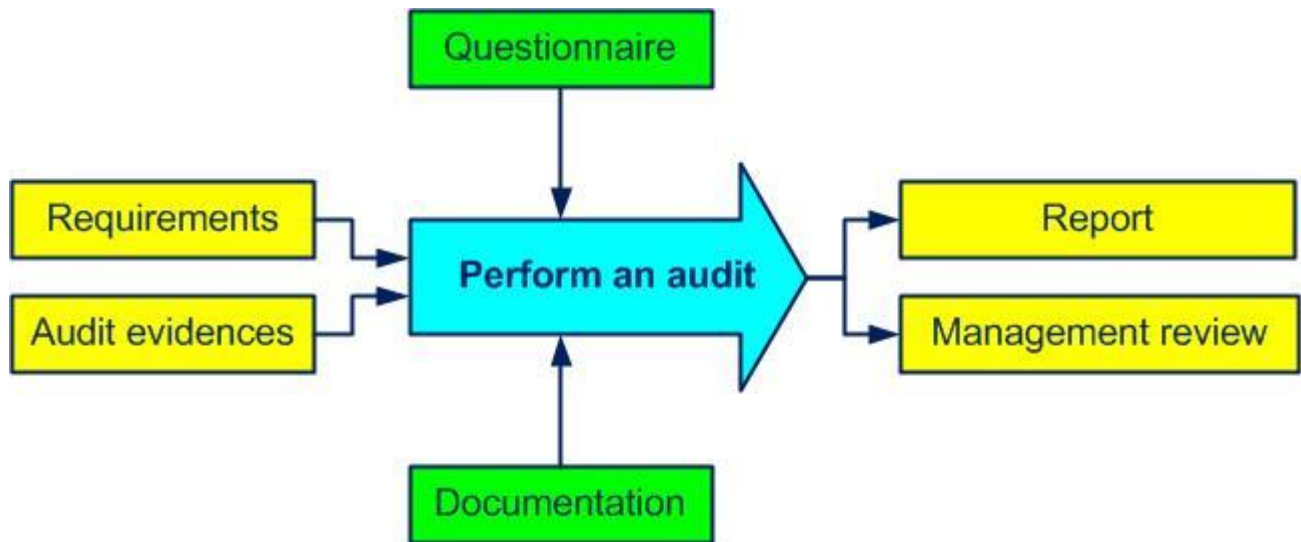 Questionnaire
Requirements
Audit evidences
Perform an audit
Report
Management review
Documentation